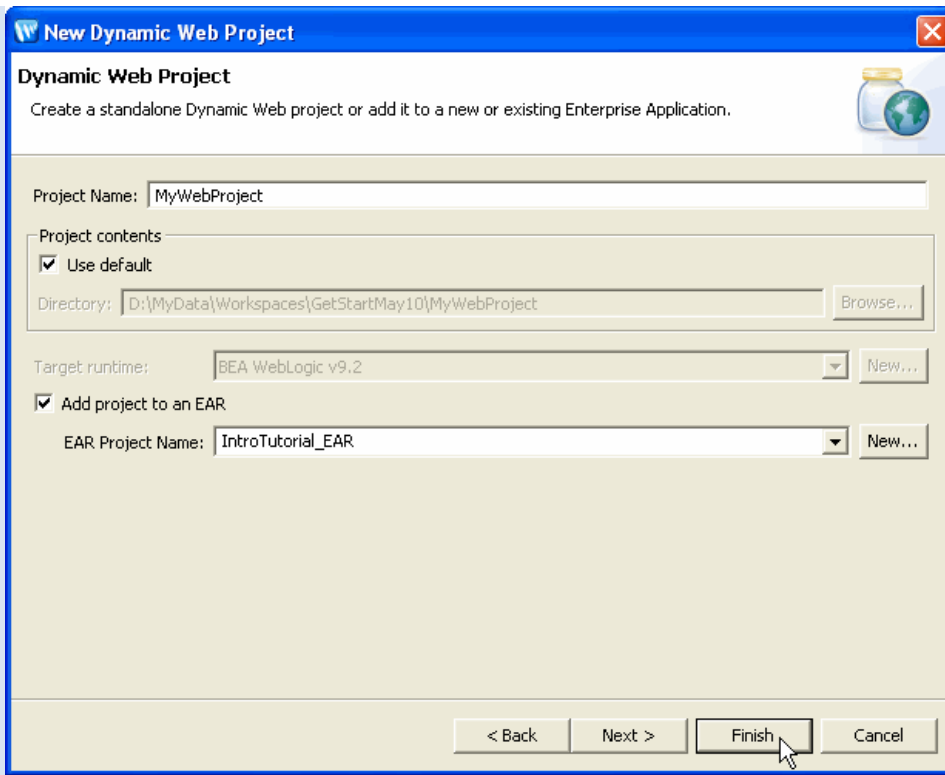 New Dynamic Web Project
Dynamic Web Project
Create a standalone Dynamic Web project or add it to a new or existing Enterprise Application.
Project Name: MyWebProject
Project contents
Use default
Directory: D:\MyData\Workspaces\GetStartMay10\MyWebProject Browse...
Target runtime: BEA WebLogic v9.2 New...
Add project to an EAR
EAR Project Name: IntroTutorial_EAR New...
< Back Next > Finish Cancel